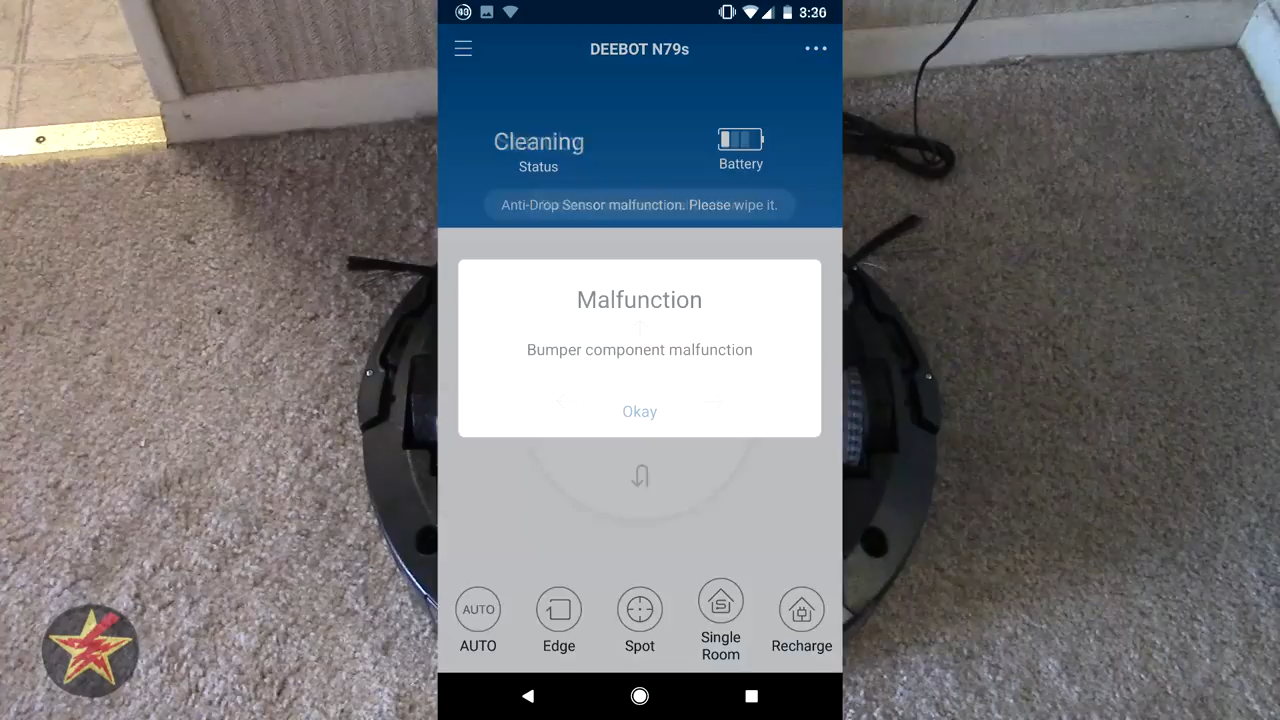 48
3:26
DEEBOT N79s
Cleaning
Status
Battery
Anti-Drop Sensor malfunction. Please wipe it.
Malfunction
Bumper component malfunction
Okay
AUTO
AUTO
Edge
Spot
S
Single
Room
Recharge